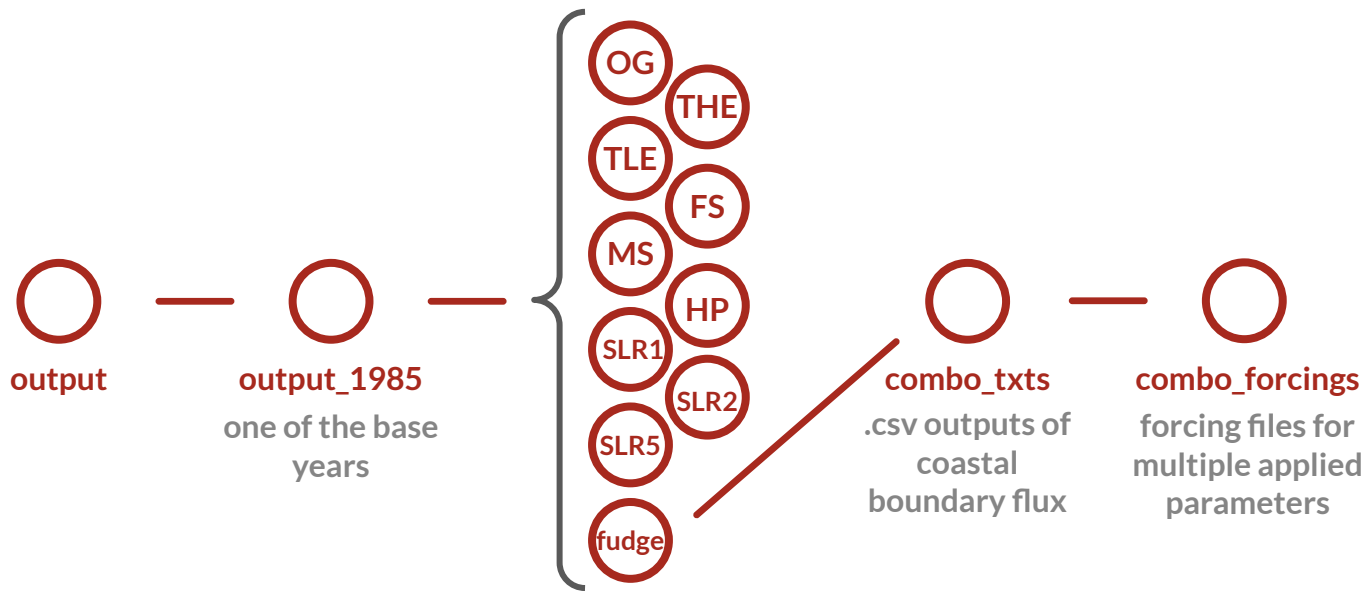 output
output_1985
one of the base
years
OG
THE
TLE
FS
MS
HP
SLR1
SLR2
SLR5
fudge
combo_txts
.csv outputs of
coastal
boundary flux
combo_forcings
forcing files for
multiple applied
parameters